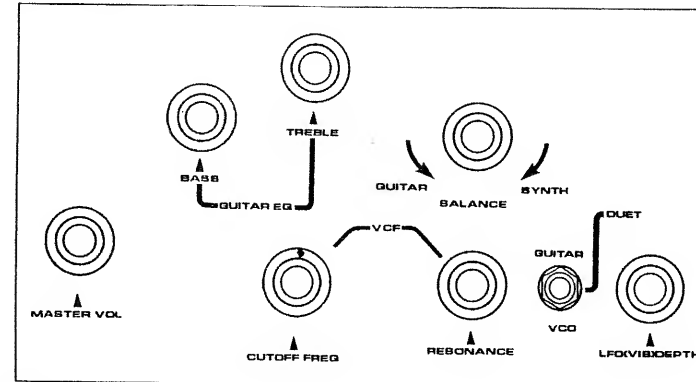 TREBLE
BASS
GUITAR EQ
GUITAR
SYNTH
BALANCE
DUET
VCF
GUITAR
MASTER VOL
VCO
CUTOFF FREQ
RESONANCE
LFO(VIB)DEPTH